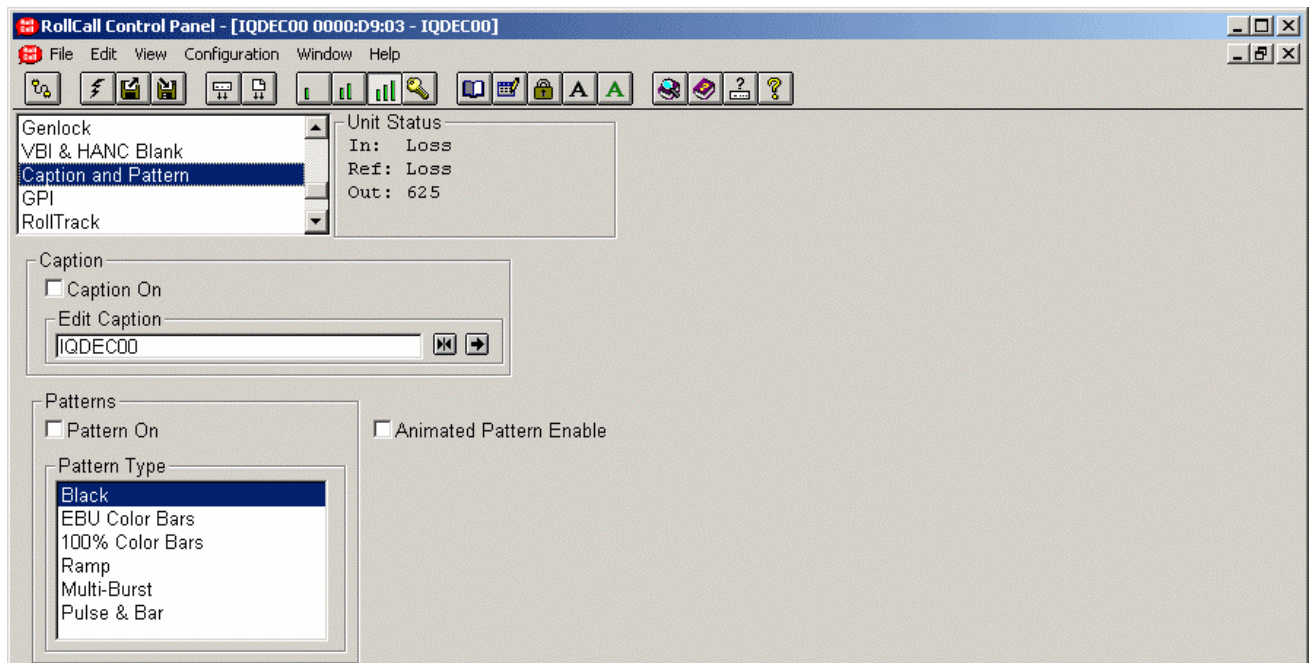 RollCall Control Panel - [IQDEC00 0000:D9:03 - IQDEC00]
File Edit View Configuration Window Help
A A ? ?
Genlock
VBI & HANC Blank
Caption and Pattern
GPI
RollTrack
Unit Status
In: Loss
Ref: Loss
Out: 625
Caption
Caption On
Edit Caption
IQDEC00
Patterns
Pattern On
Animated Pattern Enable
Pattern Type
Black
EBU Color Bars
100% Color Bars
Ramp
Multi-Burst
Pulse & Bar